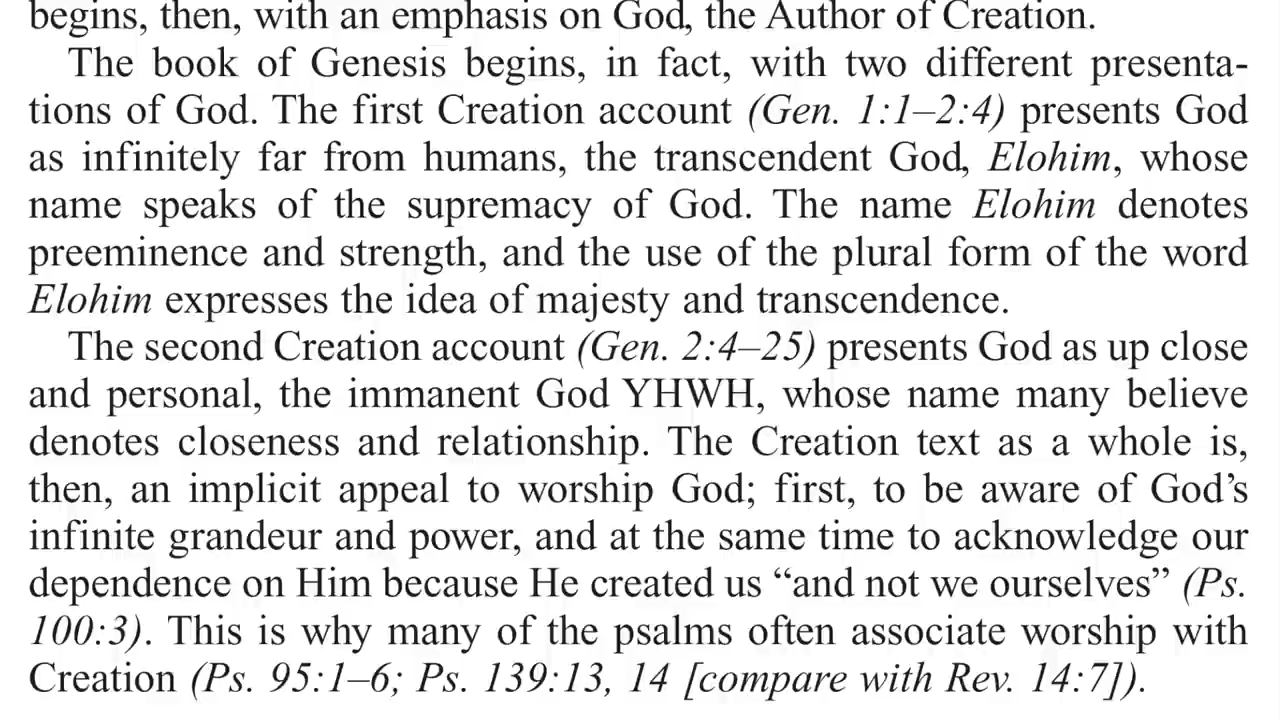 begins, then, with an emphasis on God, the Author of Creation.
The book of Genesis begins, in fact, with two different presenta-
tions of God. The first Creation account (Gen. 1:1–2:4) presents God
as infinitely far from humans, the transcendent God, Elohim, whose
name speaks of the supremacy of God. The name Elohim denotes
preeminence and strength, and the use of the plural form of the word
Elohim expresses the idea of majesty and transcendence.
The second Creation account (Gen. 2:4–25) presents God as up close
and personal, the immanent God YHWH, whose name many believe
denotes closeness and relationship. The Creation text as a whole is,
then, an implicit appeal to worship God; first, to be aware of God’s
infinite grandeur and power, and at the same time to acknowledge our
dependence on Him because He created us “and not we ourselves” (Ps.
100:3). This is why many of the psalms often associate worship with
Creation (Ps. 95:1–6; Ps. 139:13, 14 [compare with Rev. 14:7]).